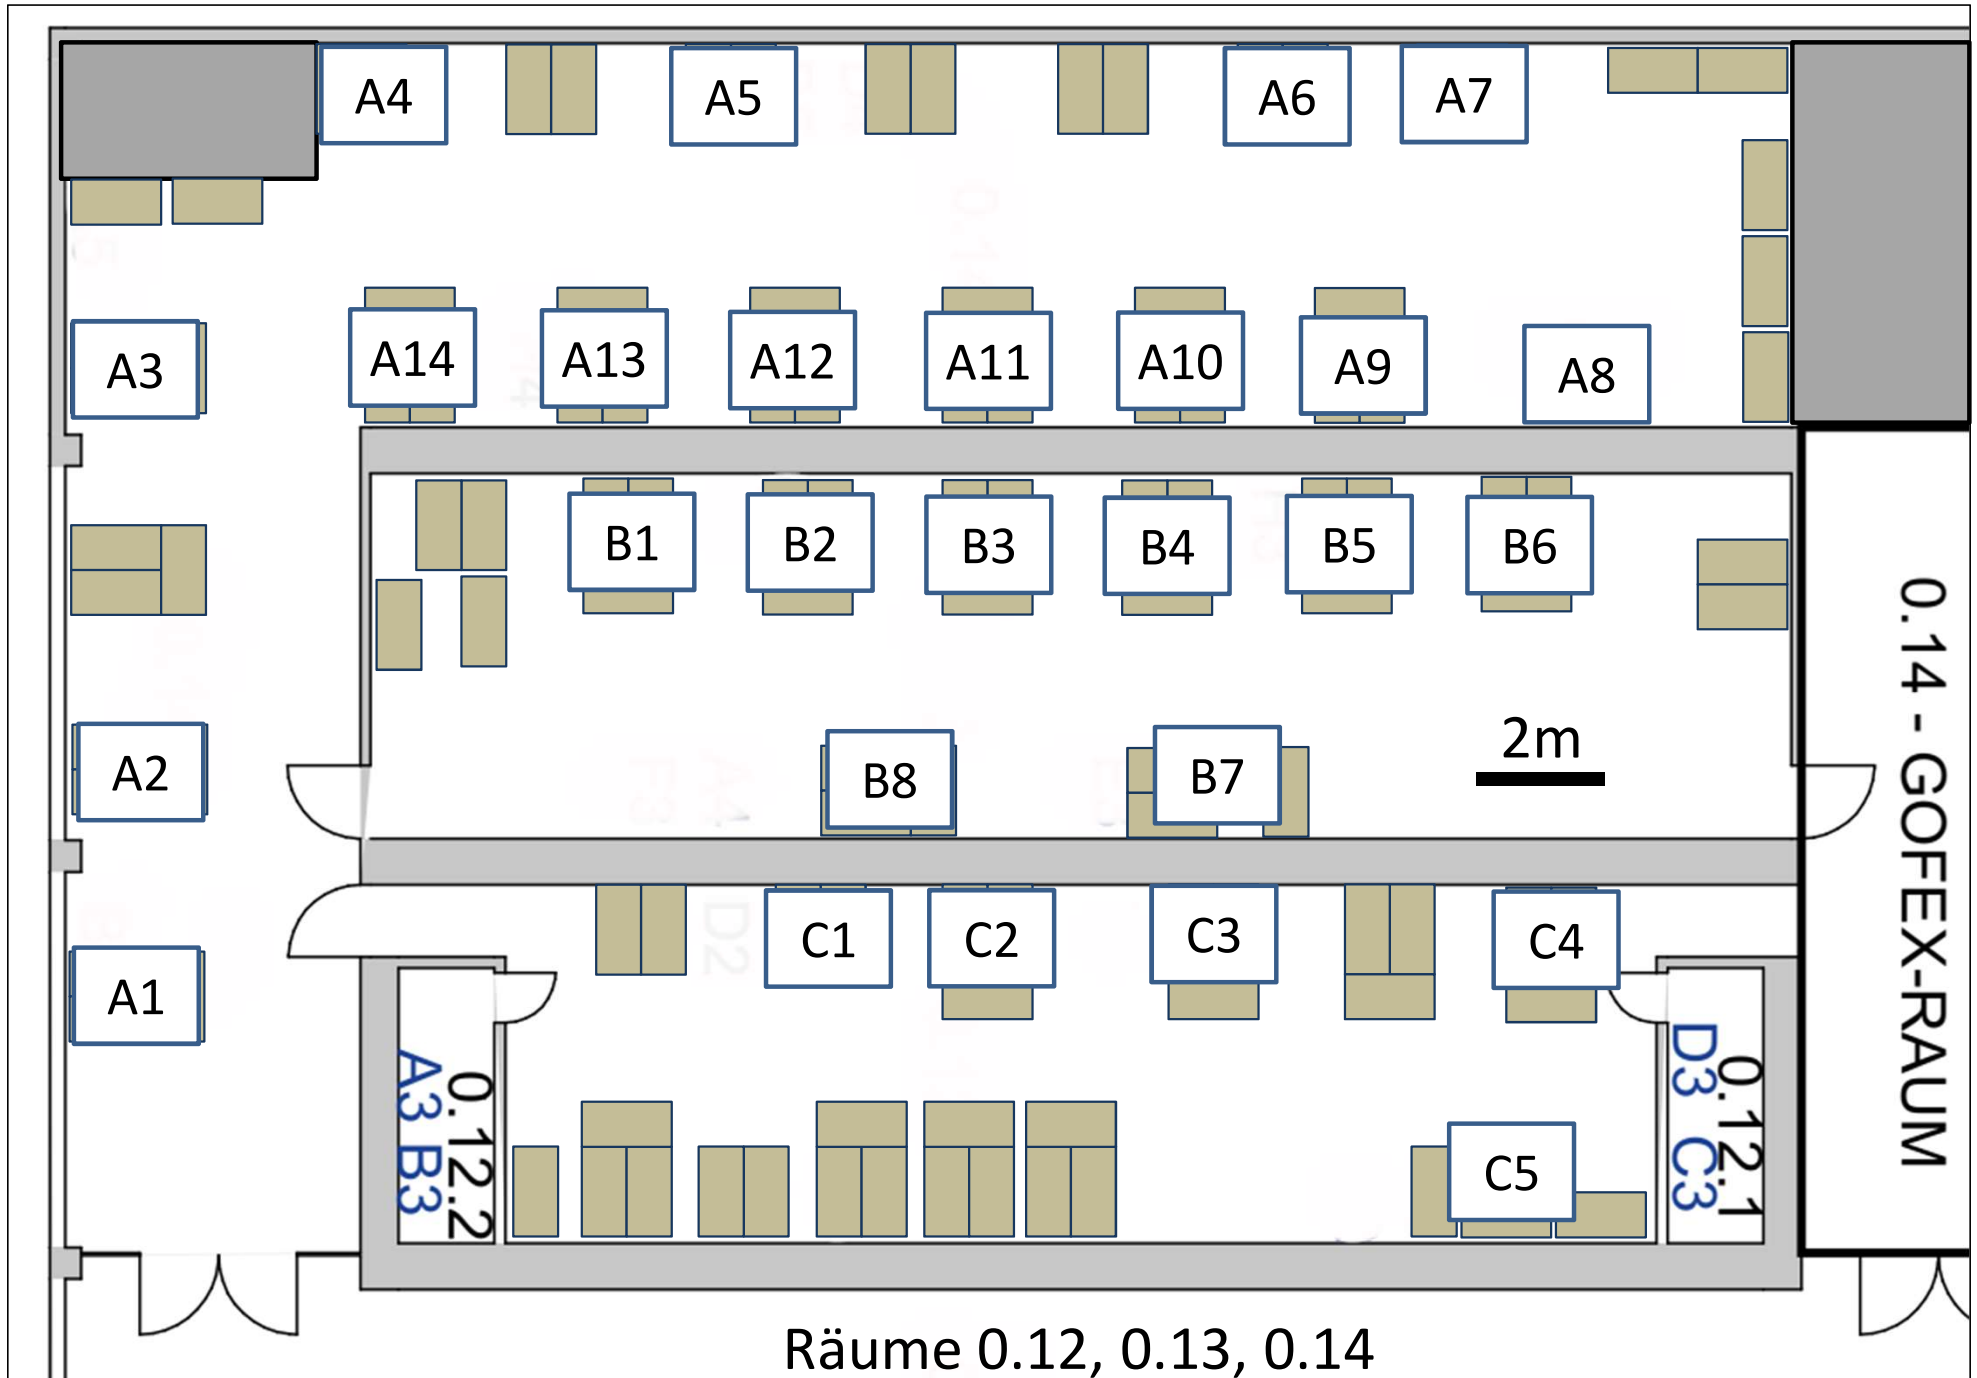 A4
A5
A6
A7
A3
A14
A13
A12
A11
A10
A9
A8
B1
B2
B3
B4
B5
B6
A2
B8
B7
2m
A1
C1
C2
C3
C4
C5
0.12.2
A3 B3
0.12.1
D3 C3
0.14 - GOFEX-RAUM
Räume 0.12, 0.13, 0.14